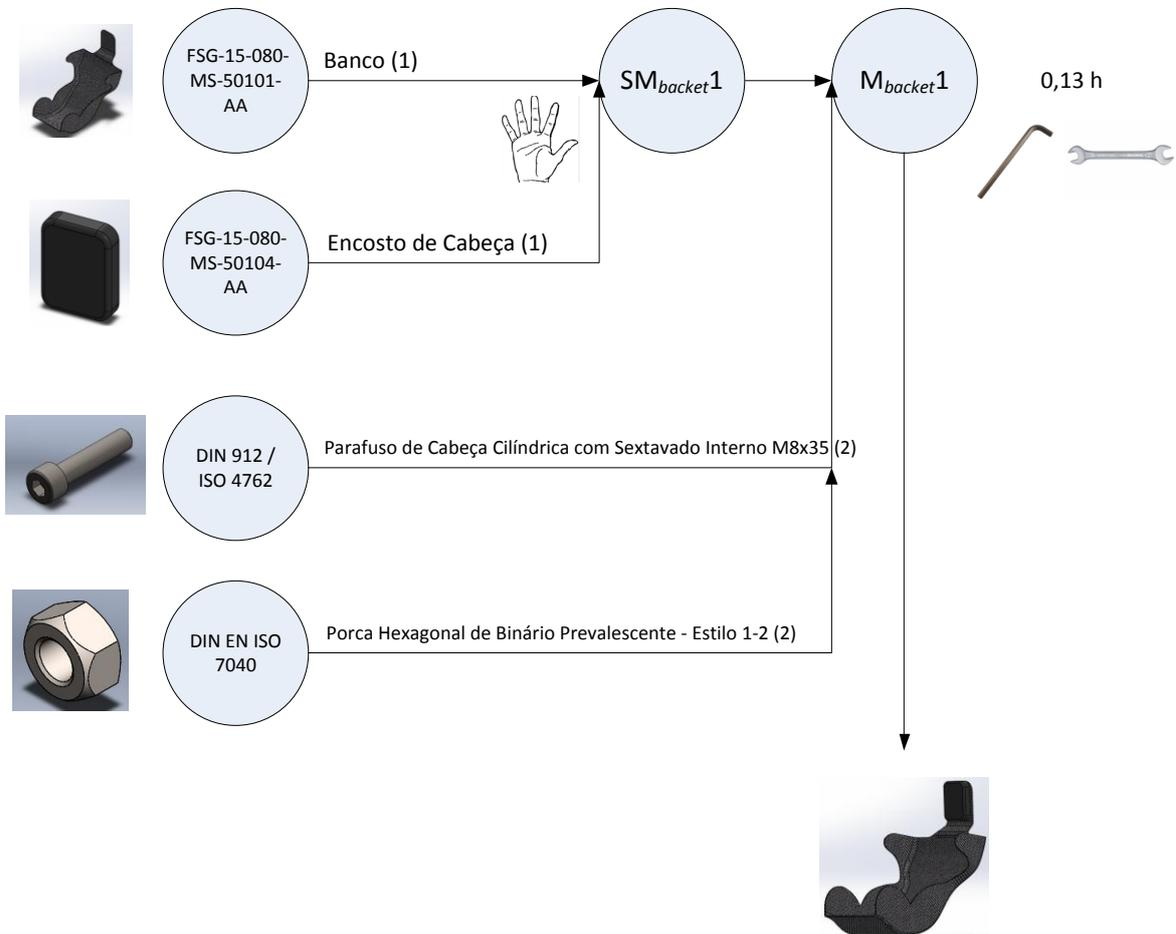 FSG-15-080-
MS-50101-
AA
Banco (1)
SMbacket1
Mbacket1
0,13 h
FSG-15-080-
MS-50104-
AA
Encosto de Cabeça (1)
DIN 912 /
ISO 4762
Parafuso de Cabeça Cilíndrica com Sextavado Interno M8x35 (2)
DIN EN ISO
7040
Porca Hexagonal de Binário Prevalescente - Estilo 1-2 (2)